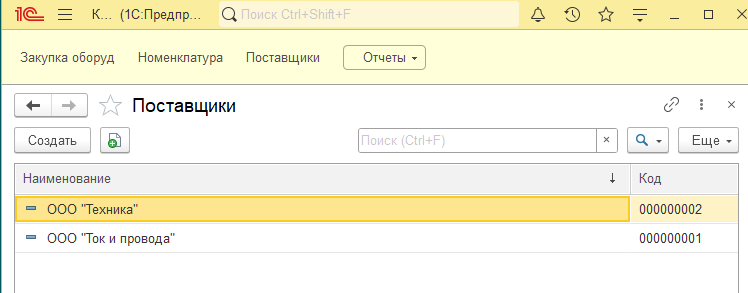 1С К... (1С:Предпр... Поиск Ctrl+Shift+F
Закупка оборуд Номенклатура Поставщики Отчеты
Поставщики
Создать Поиск (Ctrl+F) × Еще
Наименование ↓ Код
ООО "Техника" 000000002
ООО "Ток и провода" 000000001